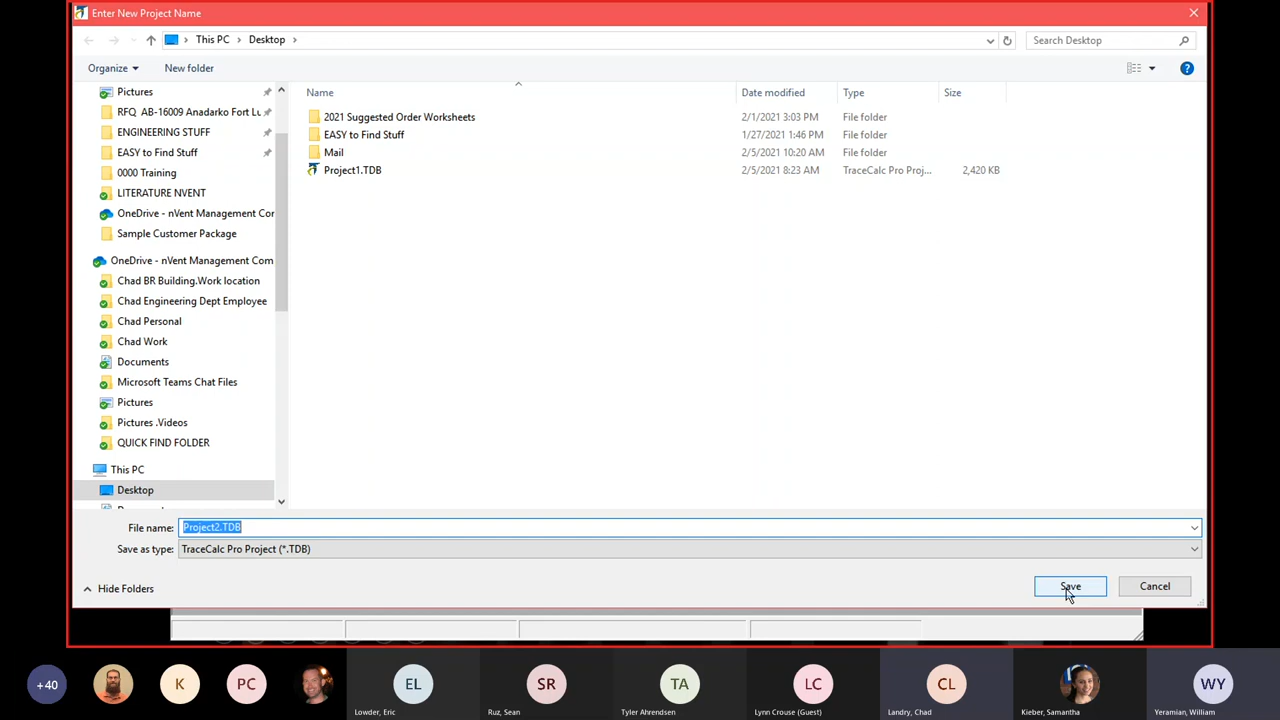 Enter New Project Name
This PC
Desktop
Search Desktop
Organize
New folder
Name
Date modified
Type
Size
Pictures
RFQ AB-16009 Anadarko Fort Lu
ENGINEERING STUFF
EASY to Find Stuff
0000 Training
LITERATURE NVENT
OneDrive - nVent Management Cor
Sample Customer Package
OneDrive - nVent Management Com
Chad BR Building.Work location
Chad Engineering Dept Employee
Chad Personal
Chad Work
Documents
Microsoft Teams Chat Files
Pictures
Pictures .Videos
QUICK FIND FOLDER
This PC
Desktop
2021 Suggested Order Worksheets 2/1/2021 3:03 PM File folder
EASY to Find Stuff 1/27/2021 1:46 PM File folder
Mail 2/5/2021 10:20 AM File folder
Project1.TDB 2/5/2021 8:23 AM TraceCalc Pro Proj... 2,420 KB
File name: Project2.TDB
Save as type: TraceCalc Pro Project (*.TDB)
Hide Folders
Save
Cancel
+40
K
PC
EL
SR
TA
LC
CL
WY
Lowder, Eric
Ruz, Sean
Tyler Ahrendsen
Lynn Crouse (Guest)
Landry, Chad
Kieber, Samantha
Yeramian, William